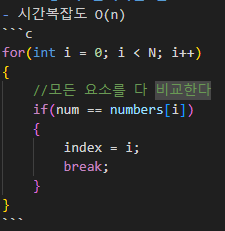 - 시간복잡도 O(n)
```c
for(int i = 0; i < N; i++)
{
    //모든 요소를 다 비교한다
    if(num == numbers[i])
    {
        index = i;
        break;
    }
}
```